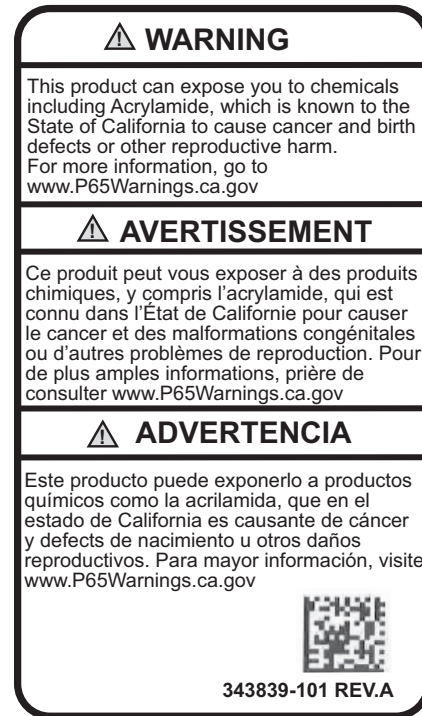 ⚠ WARNING
This product can expose you to chemicals
including Acrylamide, which is known to the
State of California to cause cancer and birth
defects or other reproductive harm.
For more information, go to
www.P65Warnings.ca.gov
⚠ AVERTISSEMENT
Ce produit peut vous exposer à des produits
chimiques, y compris l’acrylamide, qui est
connu dans l’État de Californie pour causer
le cancer et des malformations congénitales
ou d’autres problèmes de reproduction. Pour
de plus amples informations, prière de
consulter www.P65Warnings.ca.gov
⚠ ADVERTENCIA
Este producto puede exponerlo a productos
químicos como la acrilamida, que en el
estado de California es causante de cáncer
y defects de nacimiento u otros daños
reproductivos. Para mayor información, visite
www.P65Warnings.ca.gov
343839-101 REV.A